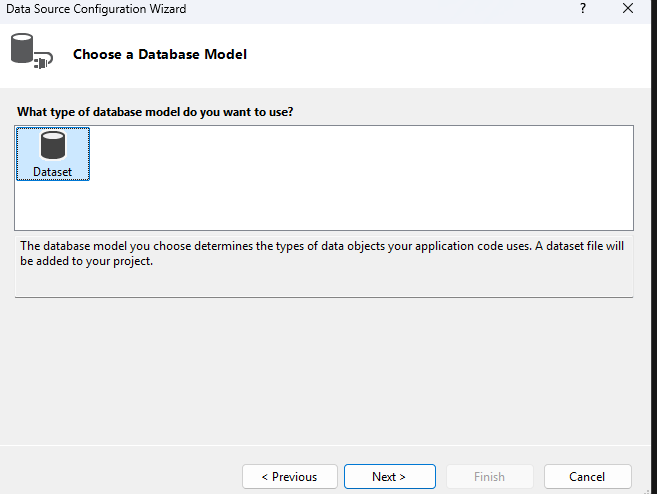 Data Source Configuration Wizard
?
Choose a Database Model
What type of database model do you want to use?
Dataset
The database model you choose determines the types of data objects your application code uses. A dataset file will
be added to your project.
< Previous
Next >
Finish
Cancel